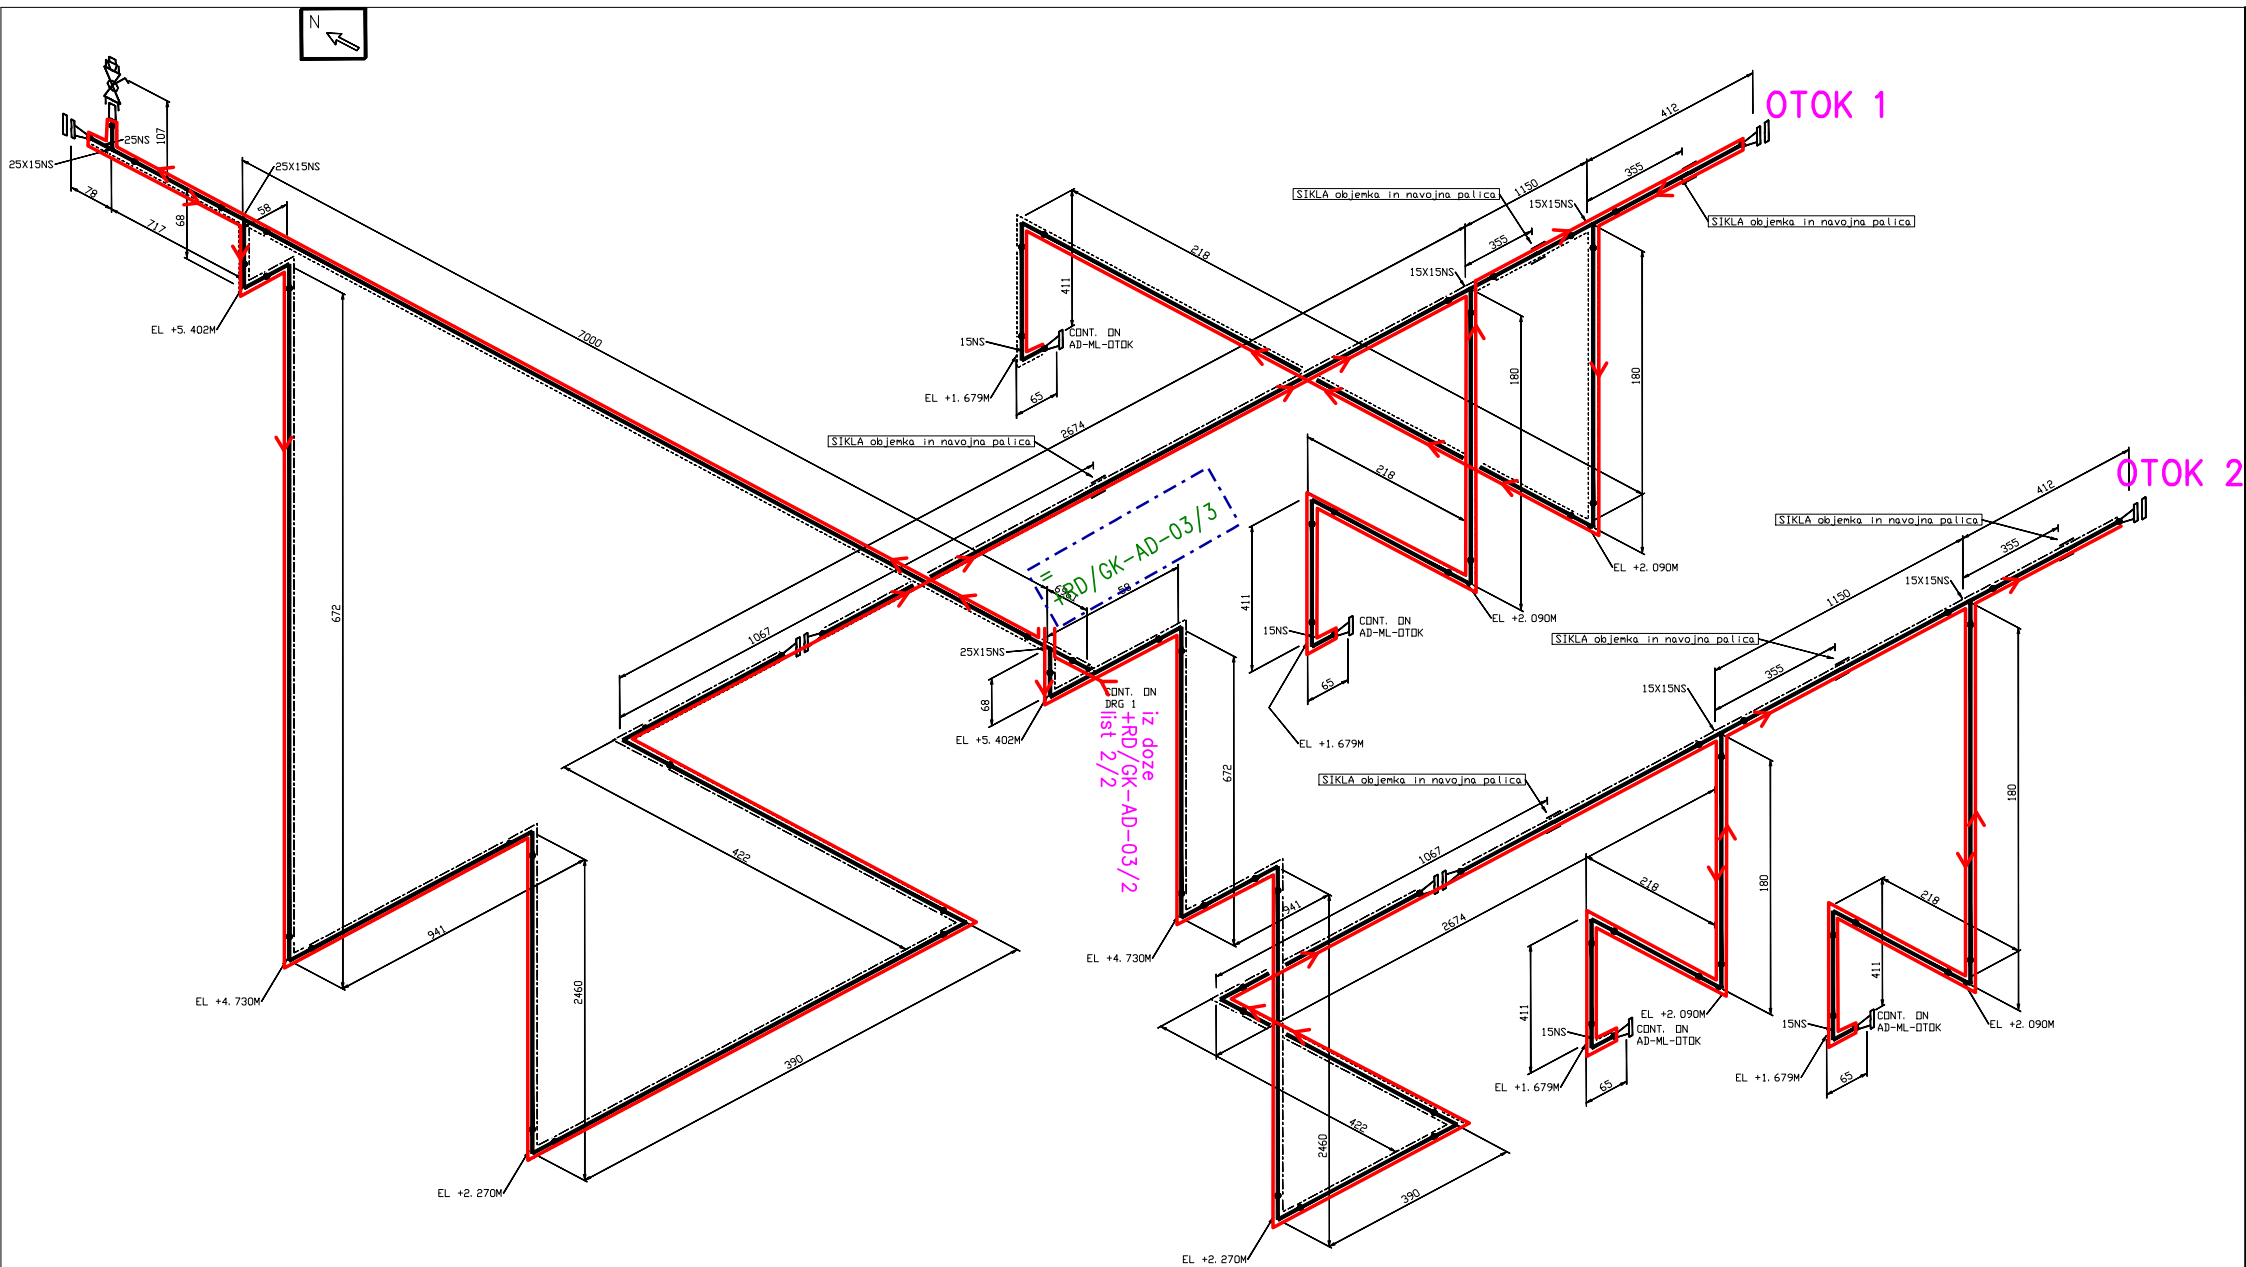 N
OTOK 1
412
355
1150
SIKLA objemka in navojna palica
15X15NS
SIKLA objemka in navojna palica
107
25NS
25X15NS
25X15NS
78
58
68
717
EL +5.402M
7000
218
411
355
15X15NS
CONT. ON
AD-ML-OTOK
15NS
EL +1.679M
65
180
180
2674
SIKLA objemka in navojna palica
218
OTOK 2
412
SIKLA objemka in navojna palica
355
=
+RD/GK-AD-03/3
58
EL +2.090M
15X15NS
1150
672
411
EL +2.090M
1067
15NS
CONT. ON
AD-ML-OTOK
SIKLA objemka in navojna palica
25X15NS
355
65
15X15NS
68
CONT. ON
DRG 1
EL +5.402M
EL +1.679M
iz doze
+RD/GK-AD-03/2
list 2/2
672
SIKLA objemka in navojna palica
180
422
1067
218
180
218
941
941
2674
2460
EL +4.730M
EL +4.730M
411
411
EL +2.090M
CONT. ON
AD-ML-OTOK
15NS
CONT. ON
AD-ML-OTOK
15NS
EL +2.090M
390
EL +1.679M
65
EL +1.679M
65
422
2460
EL +2.270M
390
EL +2.270M